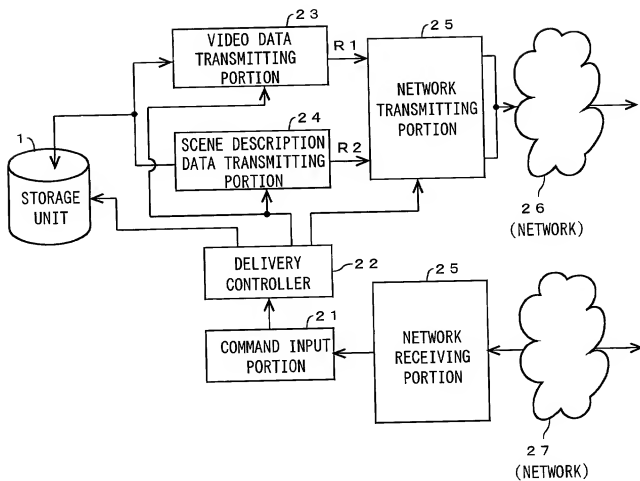 23
VIDEO DATA
TRANSMITTING
PORTION
R1
25
NETWORK
TRANSMITTING
PORTION
24
SCENE DESCRIPTION
DATA TRANSMITTING
PORTION
R2
1
STORAGE
UNIT
26
(NETWORK)
DELIVERY
CONTROLLER
22
25
NETWORK
RECEIVING
PORTION
21
COMMAND INPUT
PORTION
27
(NETWORK)